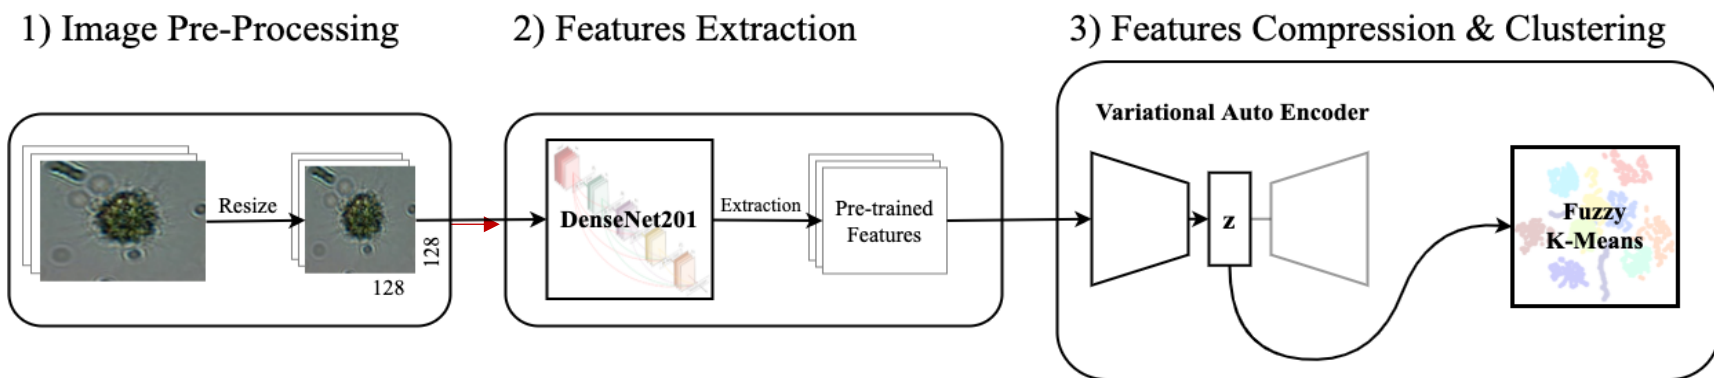 1) Image Pre-Processing
2) Features Extraction
3) Features Compression & Clustering
Resize
128
128
DenseNet201
Extraction
Pre-trained
Features
Variational Auto Encoder
z
Fuzzy
K-Means